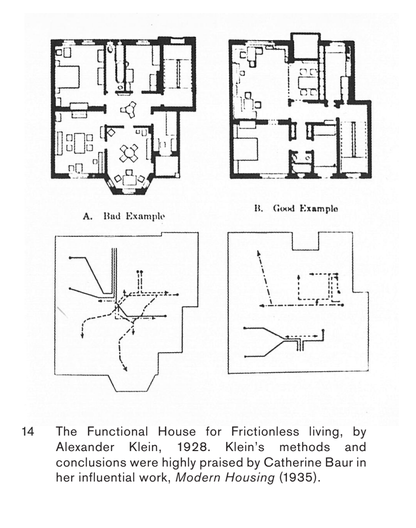 A. Bad Example
B. Good Example
14 The Functional House for Frictionless living, by
Alexander Klein, 1928. Klein's methods and
conclusions were highly praised by Catherine Baur in
her influential work, Modern Housing (1935).